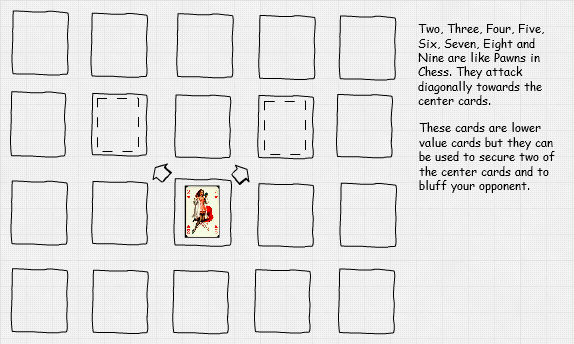 Two, Three, Four, Five,
Six, Seven, Eight and
Nine are like Pawns in
Chess. They attack
diagonally towards the
center cards.
These cards are lower
value cards but they can
be used to secure two of
the center cards and to
bluff your opponent.
2